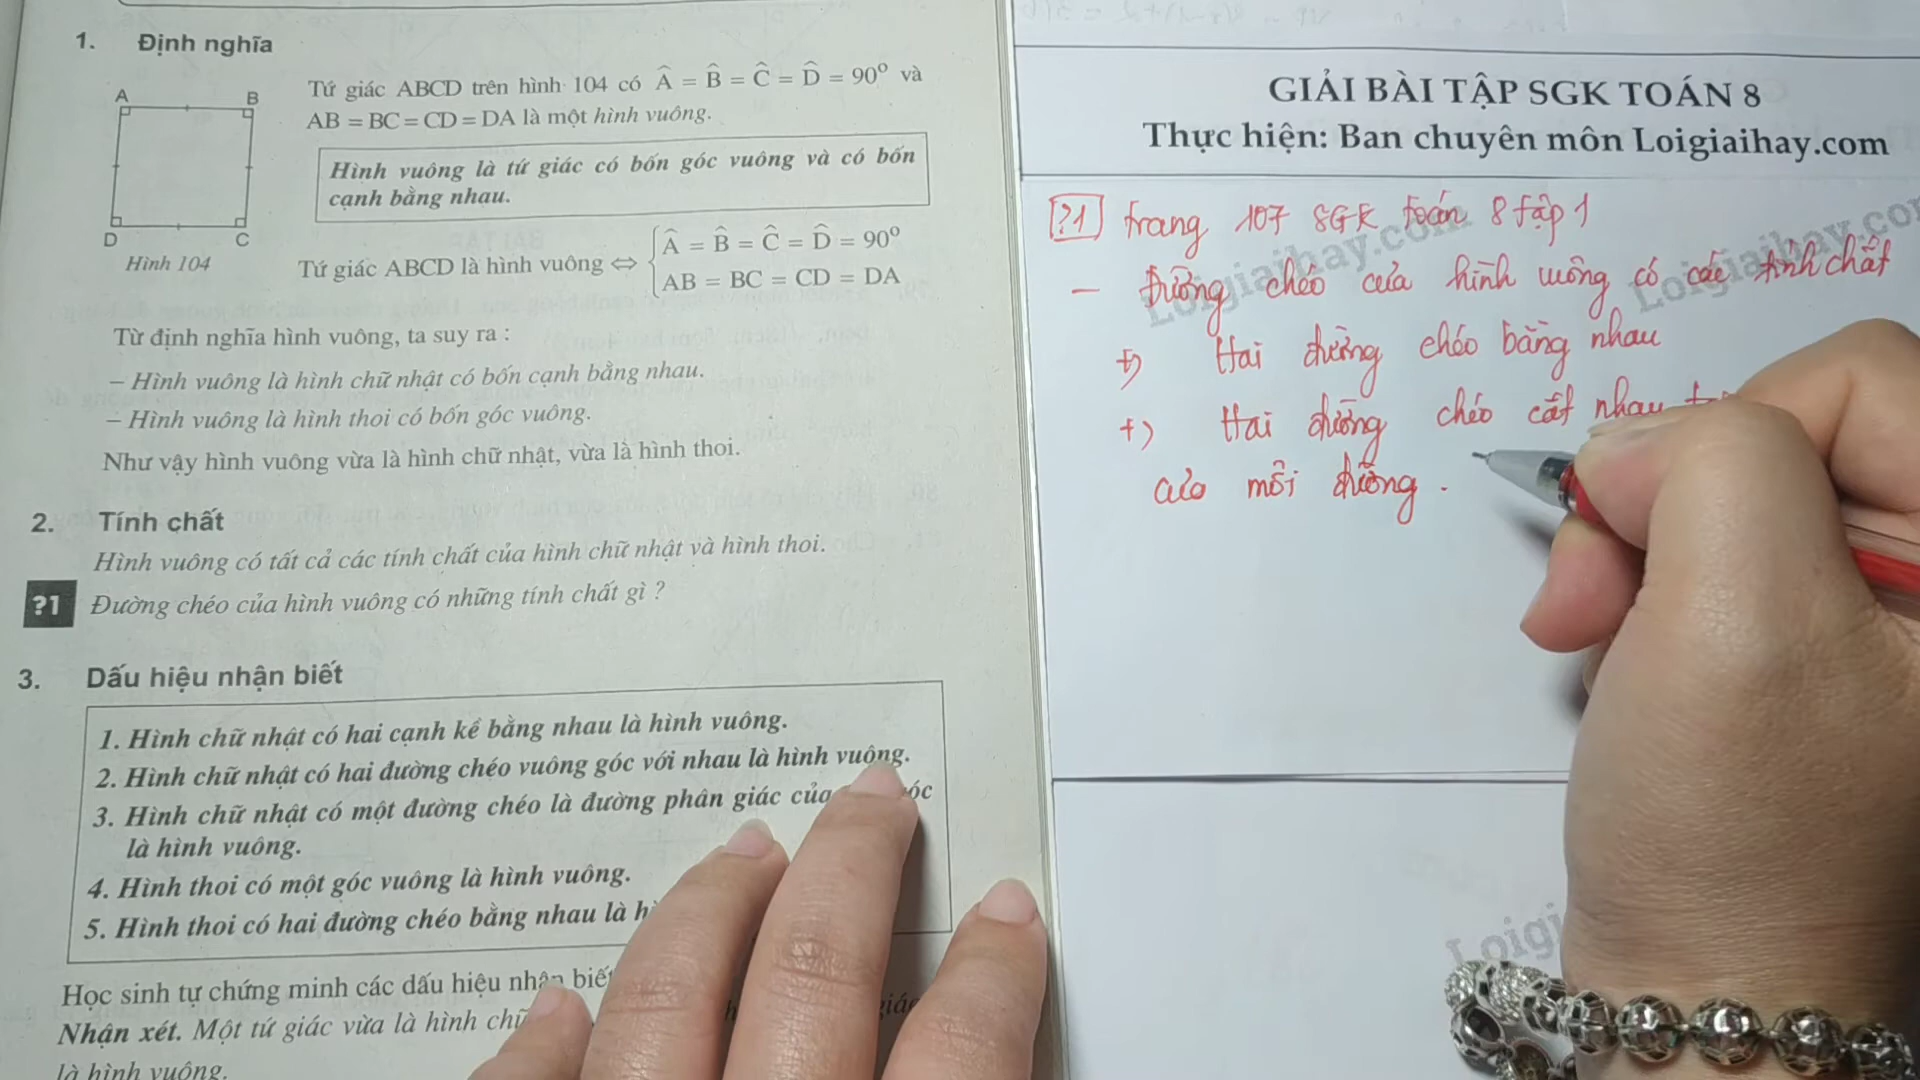 1. Định nghĩa
A B
D C
Hình 104
Tứ giác ABCD trên hình 104 có Â = B̂ = Ĉ = D̂ = 90⁰ và
AB = BC = CD = DA là một hình vuông.
Hình vuông là tứ giác có bốn góc vuông và có bốn
cạnh bằng nhau.
Tứ giác ABCD là hình vuông ⇔ { Â = B̂ = Ĉ = D̂ = 90⁰
AB = BC = CD = DA
Từ định nghĩa hình vuông, ta suy ra :
– Hình vuông là hình chữ nhật có bốn cạnh bằng nhau.
– Hình vuông là hình thoi có bốn góc vuông.
Như vậy hình vuông vừa là hình chữ nhật, vừa là hình thoi.
2. Tính chất
Hình vuông có tất cả các tính chất của hình chữ nhật và hình thoi.
?1 Đường chéo của hình vuông có những tính chất gì ?
3. Dấu hiệu nhận biết
1. Hình chữ nhật có hai cạnh kề bằng nhau là hình vuông.
2. Hình chữ nhật có hai đường chéo vuông góc với nhau là hình vuông.
3. Hình chữ nhật có một đường chéo là đường phân giác của
là hình vuông.
4. Hình thoi có một góc vuông là hình vuông.
5. Hình thoi có hai đường chéo bằng nhau là
Học sinh tự chứng minh các dấu hiệu nhận biết
Nhận xét. Một tứ giác vừa là hình chữ
là hình vuông.
GIẢI BÀI TẬP SGK TOÁN 8
Thực hiện: Ban chuyên môn Loigiaihay.com
?1 trang 107 SGK toán 8 tập 1
– Đường chéo của hình vuông có các tính chất
+) Hai đường chéo bằng nhau
+) Hai đường chéo cắt nhau
của mỗi đường .
Loigiaihay.com
Loigiaihay.com